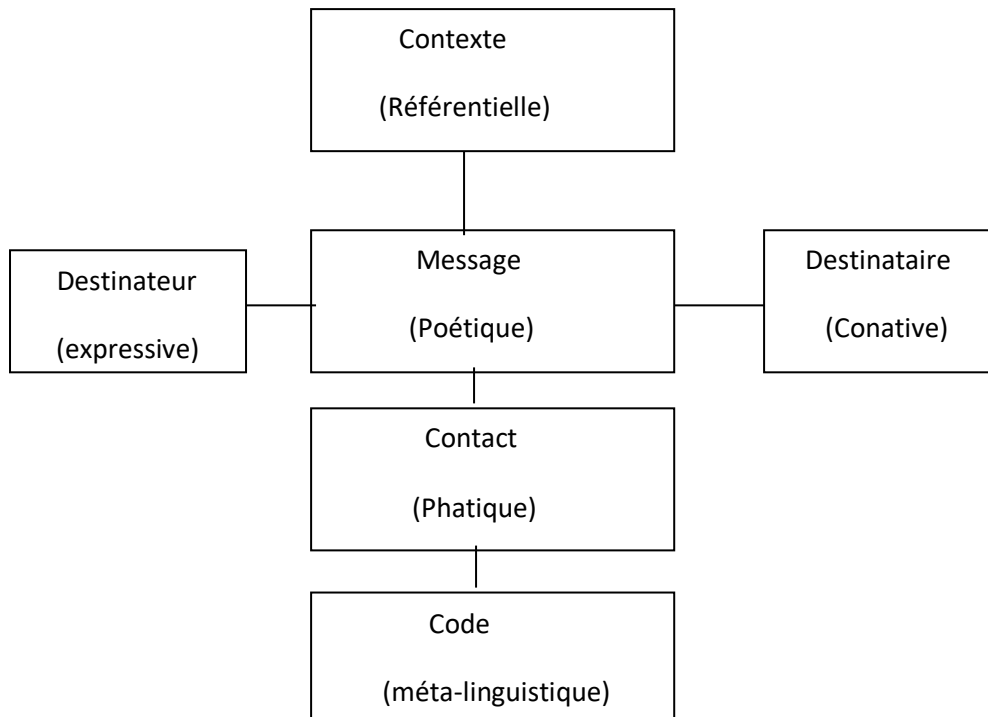 Contexte
(Référentielle)
Destinateur
(expressive)
Message
(Poétique)
Destinataire
(Conative)
Contact
(Phatique)
Code
(méta-linguistique)